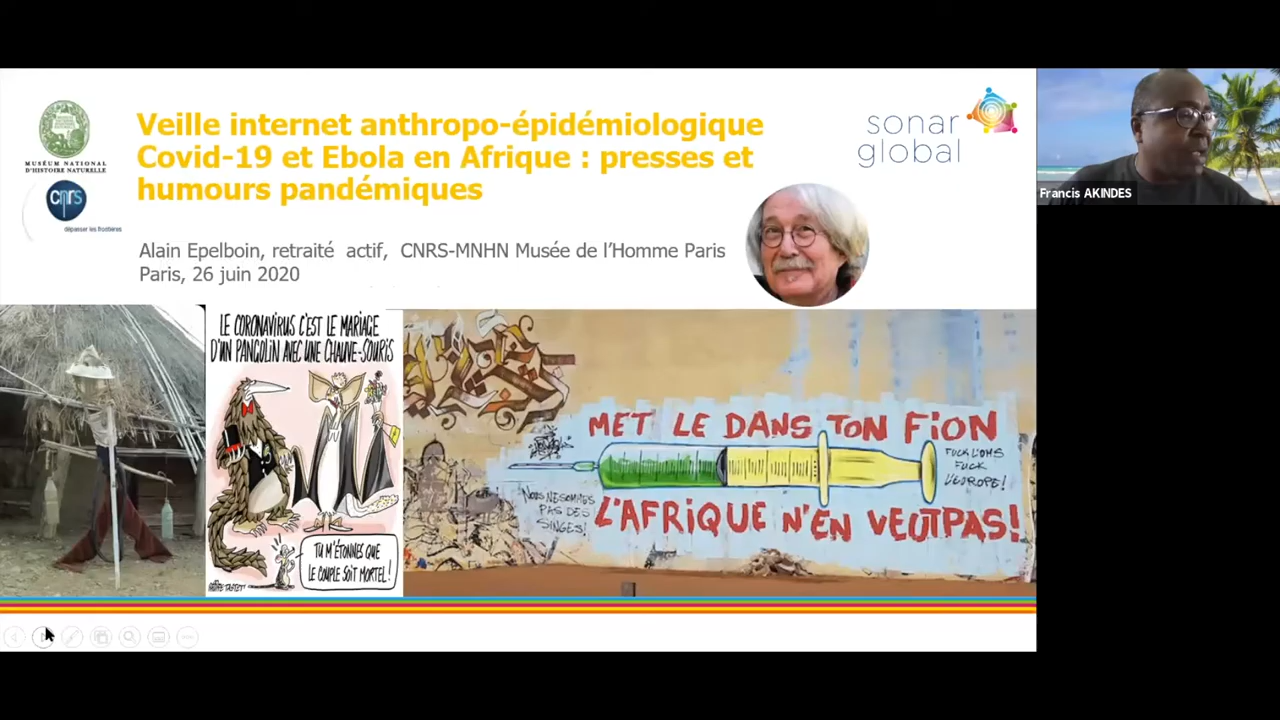 MUSÉUM NATIONAL
D'HISTOIRE NATURELLE
cnrs
dépasser les frontières
Veille internet anthropo-épidémiologique
Covid-19 et Ebola en Afrique : presses et
humours pandémiques
sonar
global
Alain Epelboin, retraité actif, CNRS-MNHN Musée de l'Homme Paris
Paris, 26 juin 2020
Francis AKINDES
LE CORONAVIRUS C'EST LE MARIAGE
D'UN PANGOLIN AVEC UNE CHAUVE-SOURIS
TU M'ÉTONNES QUE
LE COUPLE SOIT MORTEL !
MET LE DANS TON FION
FUCK L'OMS
FUCK
L'EUROPE !
NOUS NE SOMMES
PAS DES
SINGES !
L'AFRIQUE N'EN VEUT PAS !